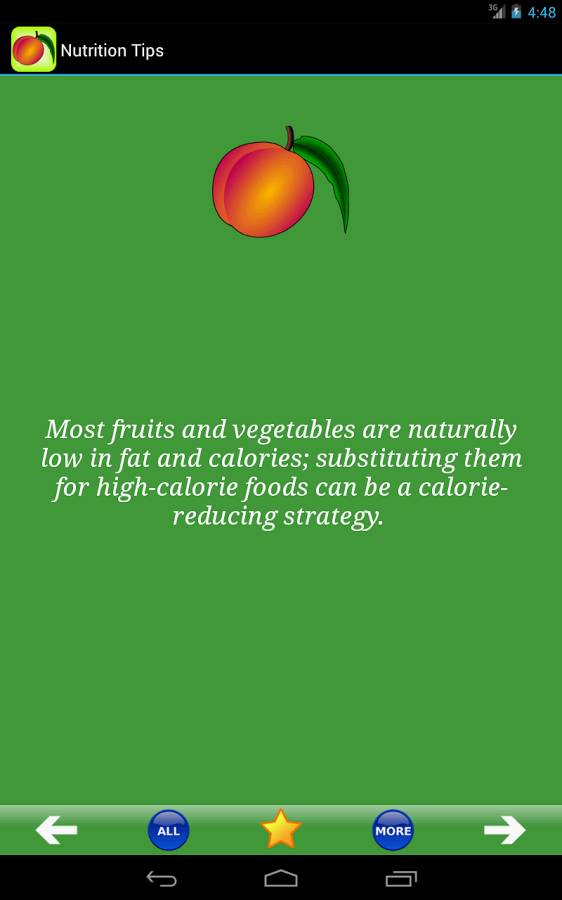 3G
4:48
Nutrition Tips
Most fruits and vegetables are naturally
low in fat and calories; substituting them
for high-calorie foods can be a calorie-
reducing strategy.
ALL
MORE